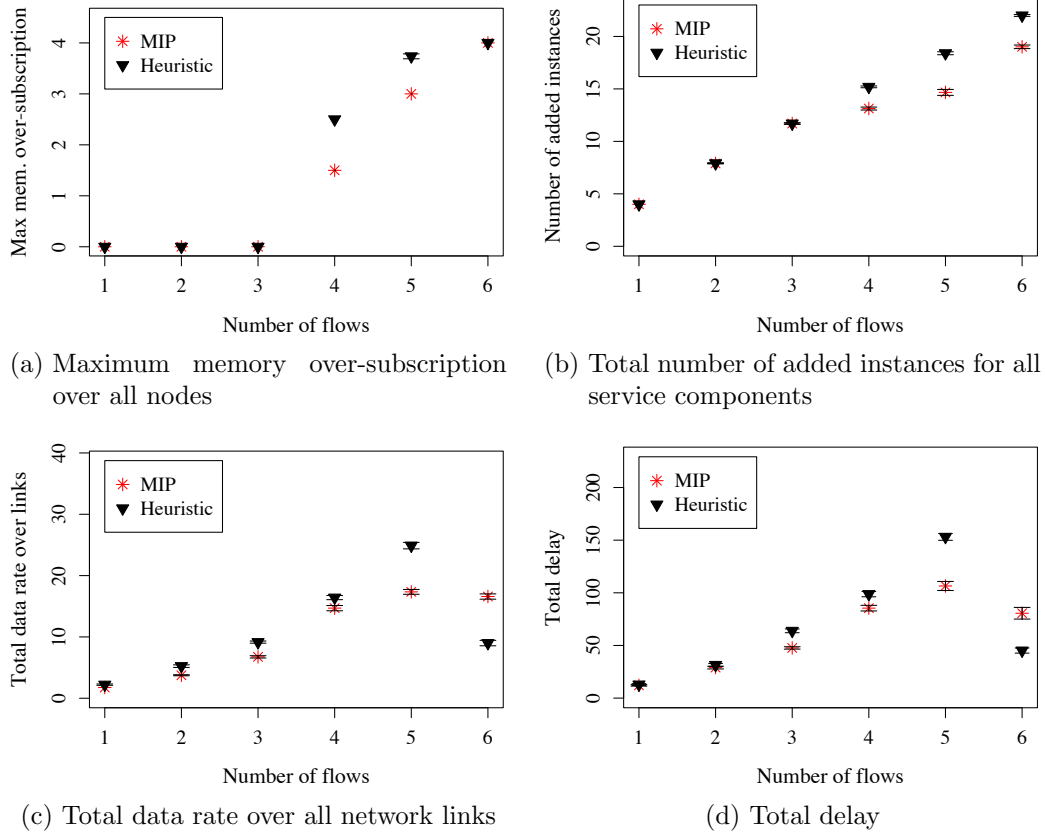 Max mem. over-subscription
4
3
2
1
0
MIP
Heuristic
1 2 3 4 5 6
Number of flows
(a) Maximum memory over-subscription
over all nodes
Number of added instances
20
15
10
5
0
MIP
Heuristic
1 2 3 4 5 6
Number of flows
(b) Total number of added instances for all
service components
Total data rate over links
40
30
20
10
0
MIP
Heuristic
1 2 3 4 5 6
Number of flows
(c) Total data rate over all network links
Total delay
200
150
100
50
0
MIP
Heuristic
1 2 3 4 5 6
Number of flows
(d) Total delay